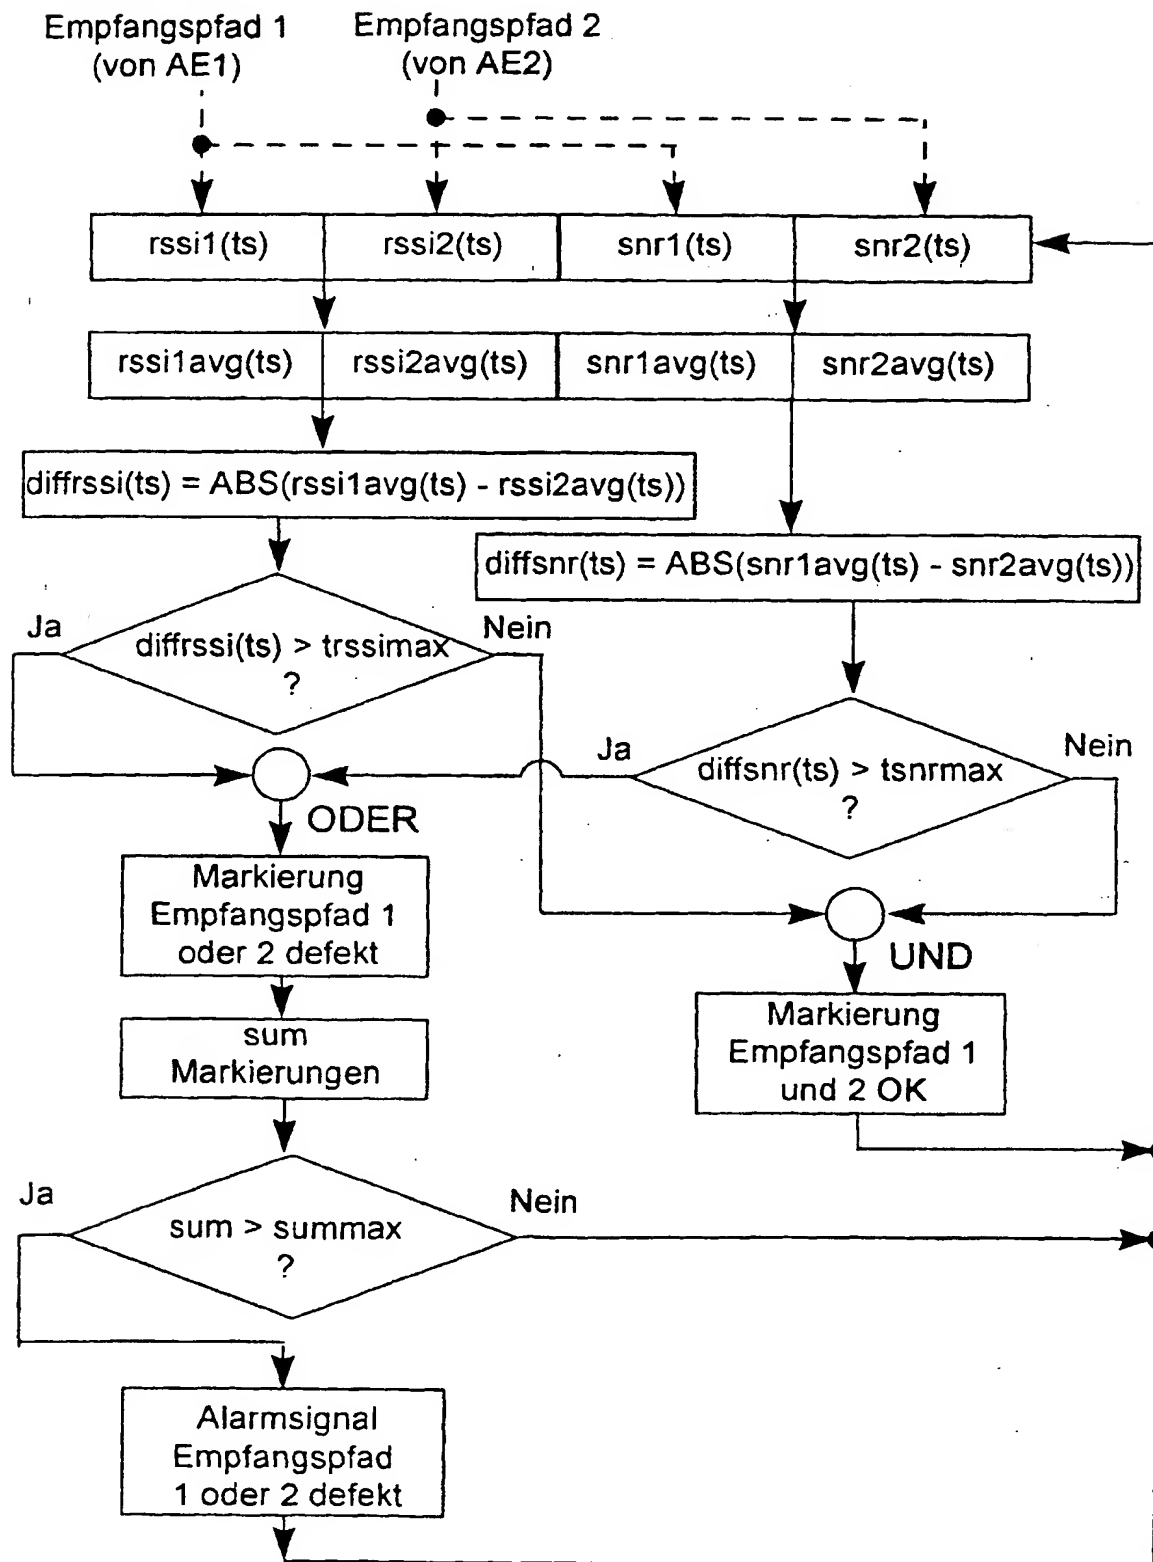 Empfangspfad 1
(von AE1)
Empfangspfad 2
(von AE2)
rssi1(ts)
rssi2(ts)
snr1(ts)
snr2(ts)
rssi1avg(ts)
rssi2avg(ts)
snr1avg(ts)
snr2avg(ts)
diffrssi(ts) = ABS(rssi1avg(ts) - rssi2avg(ts))
diffsnr(ts) = ABS(snr1avg(ts) - snr2avg(ts))
Ja
Nein
diffrssi(ts) > trssimax
?
Ja
Nein
diffsnr(ts) > tsnrmax
?
ODER
Markierung
Empfangspfad 1
oder 2 defekt
UND
Markierung
Empfangspfad 1
und 2 OK
sum
Markierungen
Ja
Nein
sum > summax
?
Alarmsignal
Empfangspfad
1 oder 2 defekt